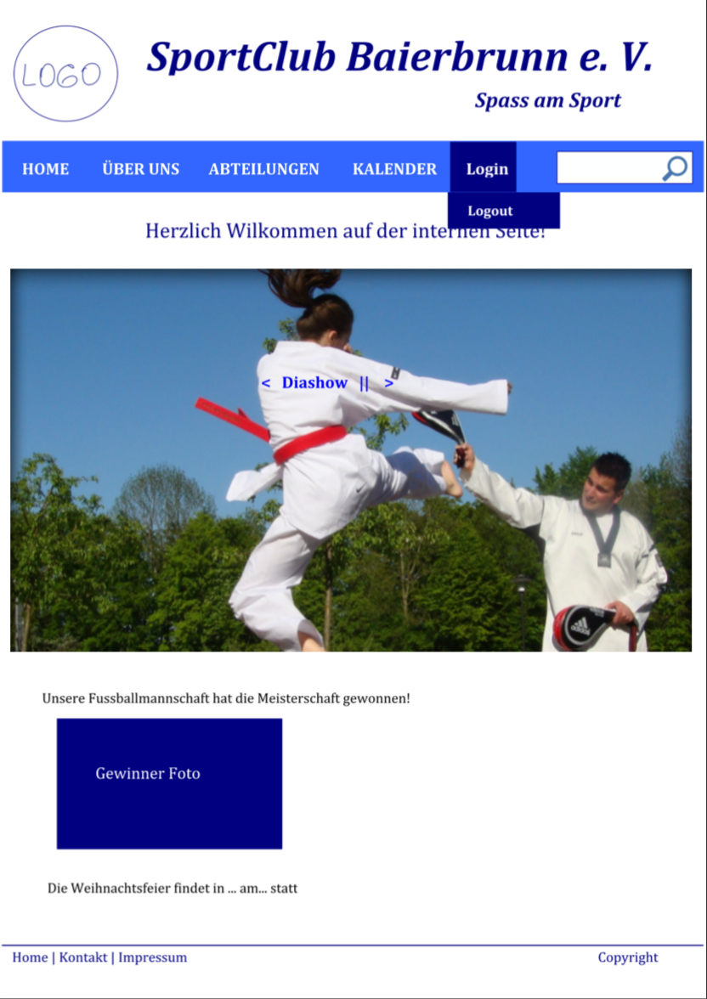 LOGO
SportClub Baierbrunn e. V.
Spass am Sport
HOME ÜBER UNS ABTEILUNGEN KALENDER Login
Logout
Herzlich Wilkommen auf der internen Seite!
< Diashow || >
adidas
Unsere Fussballmannschaft hat die Meisterschaft gewonnen!
Gewinner Foto
Die Weihnachtsfeier findet in ... am... statt
Home | Kontakt | Impressum Copyright